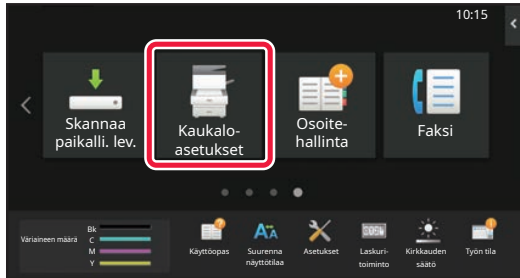 10:15
Skannaa
paikalli. lev.
Kaukalo-
asetukset
Osoite-
hallinta
Faksi
Väriaineen määrä
Bk
C
M
Y
Käyttöopas
Suurenna
näyttötilaa
Asetukset
Laskuri-
toiminto
Kirkkauden
säätö
Työn tila